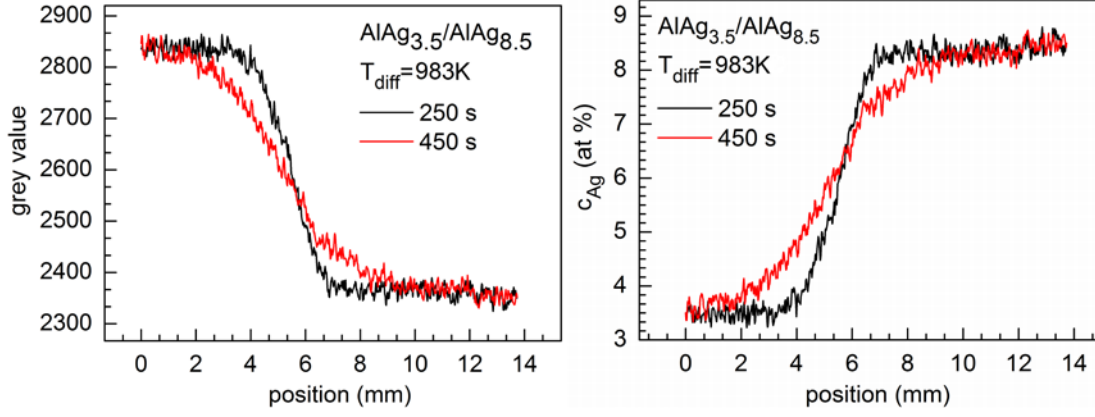 2900
2800
2700
2600
2500
2400
2300
grey value
0 2 4 6 8 10 12 14
position (mm)
AlAg3.5/AlAg8.5
Tdiff=983K
250 s
450 s
9
8
7
6
5
4
3
cAg (at %)
0 2 4 6 8 10 12 14
position (mm)
AlAg3.5/AlAg8.5
Tdiff=983K
250 s
450 s